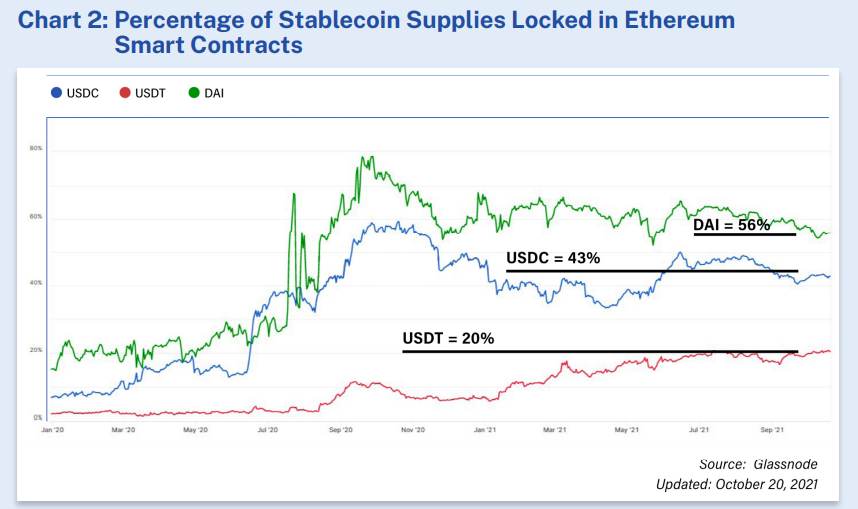 Chart 2: Percentage of Stablecoin Supplies Locked in Ethereum
Smart Contracts
USDC USDT DAI
80%
60%
40%
20%
0%
DAI = 56%
USDC = 43%
USDT = 20%
Jan '20 Mar '20 May '20 Jul '20 Sep '20 Nov '20 Jan '21 Mar '21 May '21 Jul '21 Sep '21
Source: Glassnode
Updated: October 20, 2021